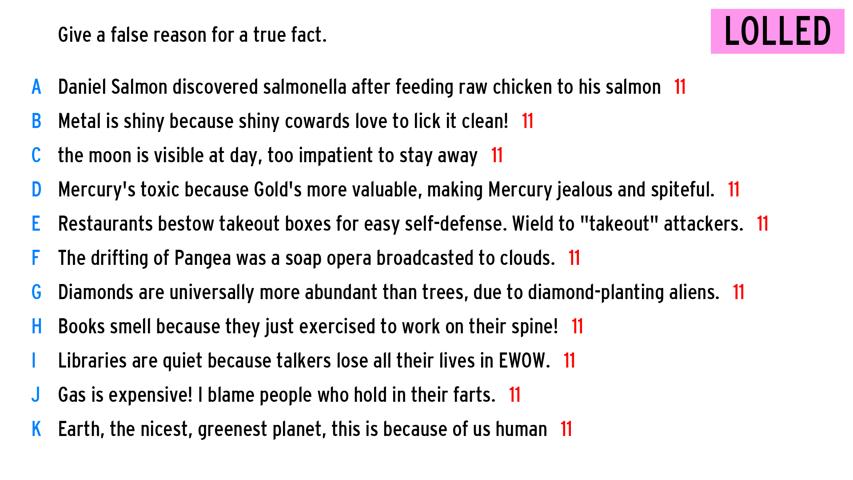 Give a false reason for a true fact.
LOLLED
A Daniel Salmon discovered salmonella after feeding raw chicken to his salmon 11
B Metal is shiny because shiny cowards love to lick it clean! 11
C the moon is visible at day, too impatient to stay away 11
D Mercury's toxic because Gold's more valuable, making Mercury jealous and spiteful. 11
E Restaurants bestow takeout boxes for easy self-defense. Wield to "takeout" attackers. 11
F The drifting of Pangea was a soap opera broadcasted to clouds. 11
G Diamonds are universally more abundant than trees, due to diamond-planting aliens. 11
H Books smell because they just exercised to work on their spine! 11
I Libraries are quiet because talkers lose all their lives in EWOW. 11
J Gas is expensive! I blame people who hold in their farts. 11
K Earth, the nicest, greenest planet, this is because of us human 11